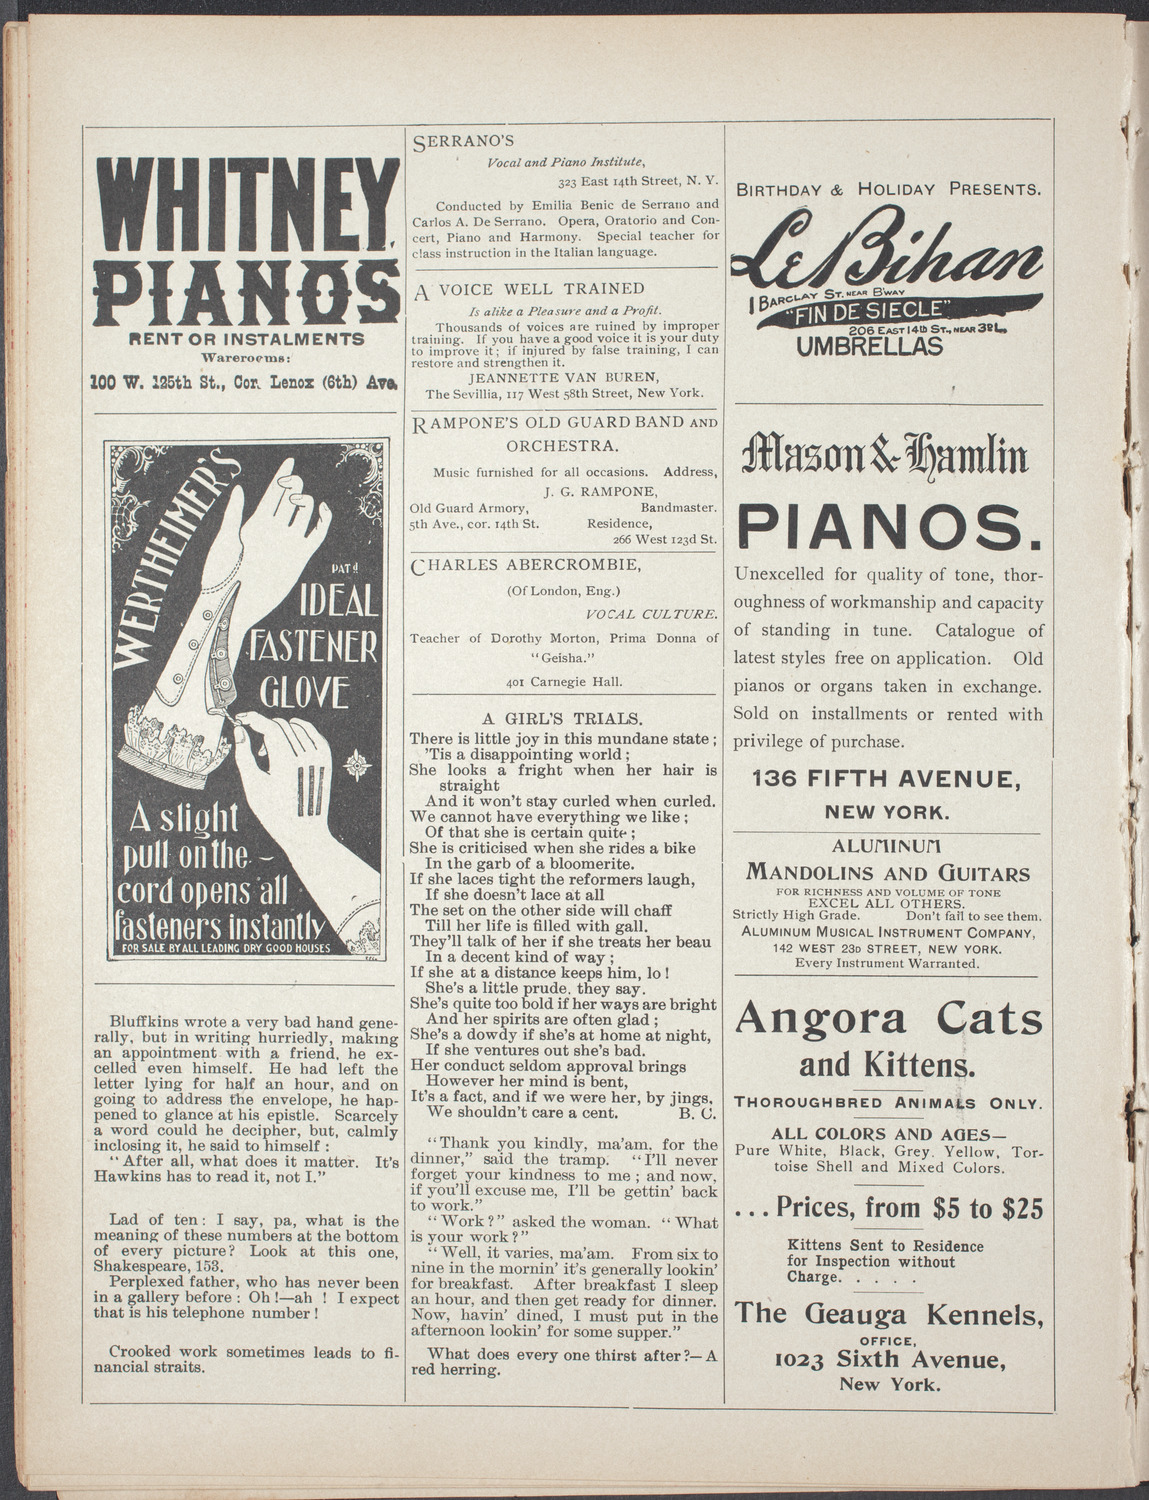 WHITNEY
PIANOS
RENT OR INSTALMENTS
Warerooms:
100 W. 125th St., Cor. Lenox (6th) Ave.
WERTHEIMER'S
PAT'D
IDEAL
FASTENER
GLOVE
A slight
pull on the -
cord opens all
fasteners instantly
FOR SALE BY ALL LEADING DRY GOOD HOUSES
Bluffkins wrote a very bad hand gene-
rally, but in writing hurriedly, making
an appointment with a friend, he ex-
celled even himself. He had left the
letter lying for half an hour, and on
going to address the envelope, he hap-
pened to glance at his epistle. Scarcely
a word could he decipher, but, calmly
inclosing it, he said to himself :
"After all, what does it matter. It's
Hawkins has to read it, not I."
Lad of ten : I say, pa, what is the
meaning of these numbers at the bottom
of every picture? Look at this one,
Shakespeare, 153.
Perplexed father, who has never been
in a gallery before : Oh !—ah ! I expect
that is his telephone number !
Crooked work sometimes leads to fi-
nancial straits.
SERRANO'S
Vocal and Piano Institute,
323 East 14th Street, N. Y.
Conducted by Emilia Benic de Serrano and
Carlos A. De Serrano. Opera, Oratorio and Con-
cert, Piano and Harmony. Special teacher for
class instruction in the Italian language.
A VOICE WELL TRAINED
Is alike a Pleasure and a Profit.
Thousands of voices are ruined by improper
training. If you have a good voice it is your duty
to improve it ; if injured by false training, I can
restore and strengthen it.
JEANNETTE VAN BUREN,
The Sevillia, 117 West 58th Street, New York.
RAMPONE'S OLD GUARD BAND AND
ORCHESTRA.
Music furnished for all occasions. Address,
J. G. RAMPONE,
Old Guard Armory, Bandmaster.
5th Ave., cor. 14th St. Residence,
266 West 123d St.
CHARLES ABERCROMBIE,
(Of London, Eng.)
VOCAL CULTURE.
Teacher of Dorothy Morton, Prima Donna of
"Geisha."
401 Carnegie Hall.
A GIRL'S TRIALS.
There is little joy in this mundane state ;
'Tis a disappointing world ;
She looks a fright when her hair is
straight
And it won't stay curled when curled.
We cannot have everything we like ;
Of that she is certain quite ;
She is criticised when she rides a bike
In the garb of a bloomerite.
If she laces tight the reformers laugh,
If she doesn't lace at all
The set on the other side will chaff
Till her life is filled with gall.
They'll talk of her if she treats her beau
In a decent kind of way ;
If she at a distance keeps him, lo !
She's a little prude, they say.
She's quite too bold if her ways are bright
And her spirits are often glad ;
She's a dowdy if she's at home at night,
If she ventures out she's bad.
Her conduct seldom approval brings
However her mind is bent,
It's a fact, and if we were her, by jings,
We shouldn't care a cent. B. C.
"Thank you kindly, ma'am, for the
dinner," said the tramp. "I'll never
forget your kindness to me ; and now,
if you'll excuse me, I'll be gettin' back
to work."
"Work?" asked the woman. "What
is your work?"
"Well, it varies, ma'am. From six to
nine in the mornin' it's generally lookin'
for breakfast. After breakfast I sleep
an hour, and then get ready for dinner.
Now, havin' dined, I must put in the
afternoon lookin' for some supper."
What does every one thirst after?—A
red herring.
BIRTHDAY & HOLIDAY PRESENTS.
Le Bihan
1 BARCLAY ST. NEAR B'WAY
"FIN DE SIECLE"
206 EAST 14th ST., NEAR 3D L.
UMBRELLAS
Mason & Hamlin
PIANOS.
Unexcelled for quality of tone, thor-
oughness of workmanship and capacity
of standing in tune. Catalogue of
latest styles free on application. Old
pianos or organs taken in exchange.
Sold on installments or rented with
privilege of purchase.
136 FIFTH AVENUE,
NEW YORK.
ALUMINUM
MANDOLINS AND GUITARS
FOR RICHNESS AND VOLUME OF TONE
EXCEL ALL OTHERS.
Strictly High Grade. Don't fail to see them.
ALUMINUM MUSICAL INSTRUMENT COMPANY,
142 WEST 23D STREET, NEW YORK.
Every Instrument Warranted.
Angora Cats
and Kittens.
THOROUGHBRED ANIMALS ONLY.
ALL COLORS AND AGES—
Pure White, Black, Grey, Yellow, Tor-
toise Shell and Mixed Colors.
... Prices, from $5 to $25
Kittens Sent to Residence
for Inspection without
Charge. . . . .
The Geauga Kennels,
OFFICE,
1023 Sixth Avenue,
New York.